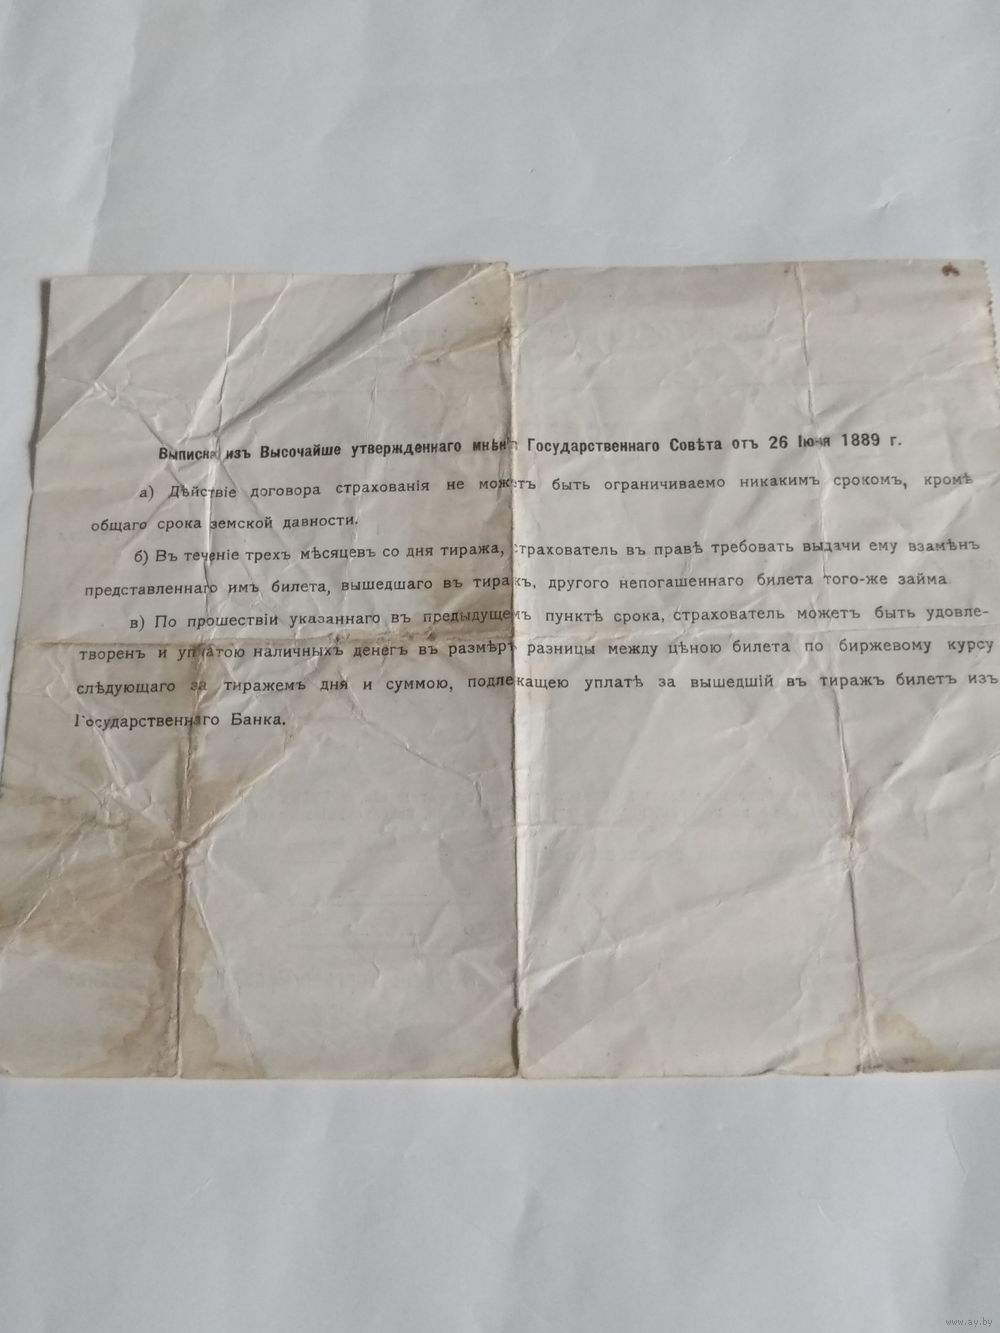 Выписка изъ Высочайше утвержденнаго мнѣнія Государственнаго Совѣта отъ 26 Іюня 1889 г.
а) Дѣйствіе договора страхованія не можетъ быть ограничиваемо никакимъ срокомъ, кромѣ
общаго срока земской давности.
б) Въ теченіе трехъ мѣсяцевъ со дня тиража, страхователь въ правѣ требовать выдачи ему взамѣнъ
представленнаго имъ билета, вышедшаго въ тиражъ, другого непогашеннаго билета того-же займа.
в) По прошествіи указаннаго въ предыдущемъ пунктѣ срока, страхователь можетъ быть удовле-
творенъ и уплатою наличныхъ денегъ въ размѣрѣ разницы между цѣною билета по биржевому курсу
слѣдующаго за тиражемъ дня и суммою, подлежащею уплатѣ за вышедшій въ тиражъ билетъ изъ
Государственнаго Банка.
www.ay.by